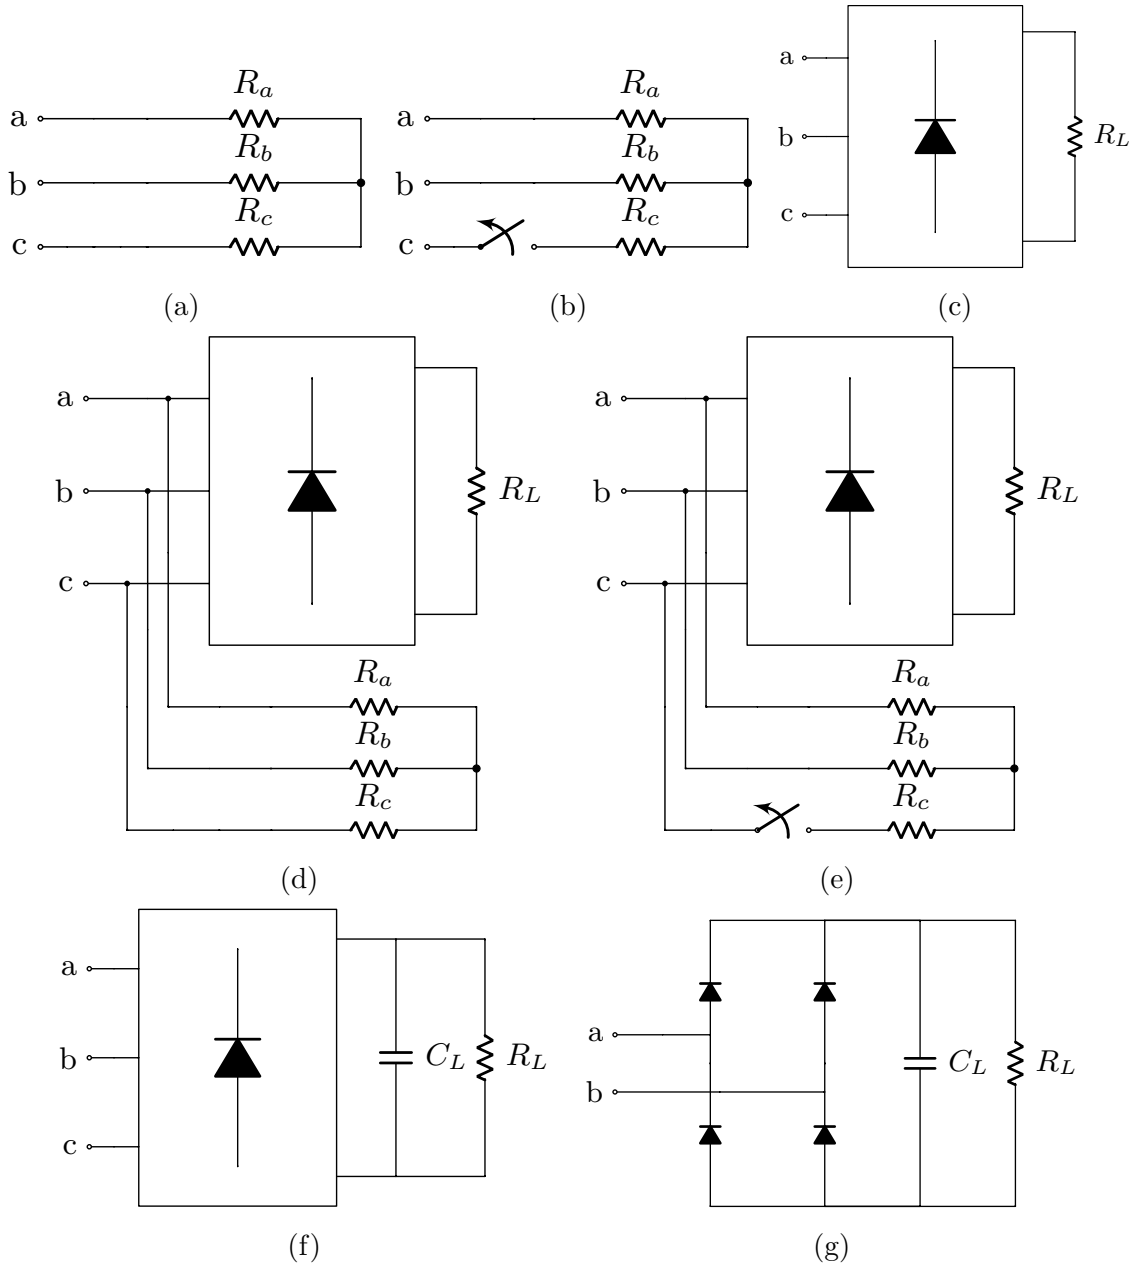 a R_a
b R_b
c R_c
(a)
a R_a
b R_b
c R_c
(b)
a
b R_L
c
(c)
a
b R_L
c
R_a
R_b
R_c
(d)
a
b R_L
c
R_a
R_b
R_c
(e)
a
b C_L R_L
c
(f)
a
b C_L R_L
(g)